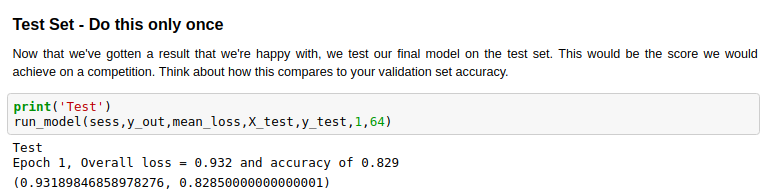 Test Set - Do this only once
Now that we've gotten a result that we're happy with, we test our final model on the test set. This would be the score we would
achieve on a competition. Think about how this compares to your validation set accuracy.
print('Test')
run_model(sess,y_out,mean_loss,X_test,y_test,1,64)
Test
Epoch 1, Overall loss = 0.932 and accuracy of 0.829
(0.93189846858978276, 0.82850000000000001)